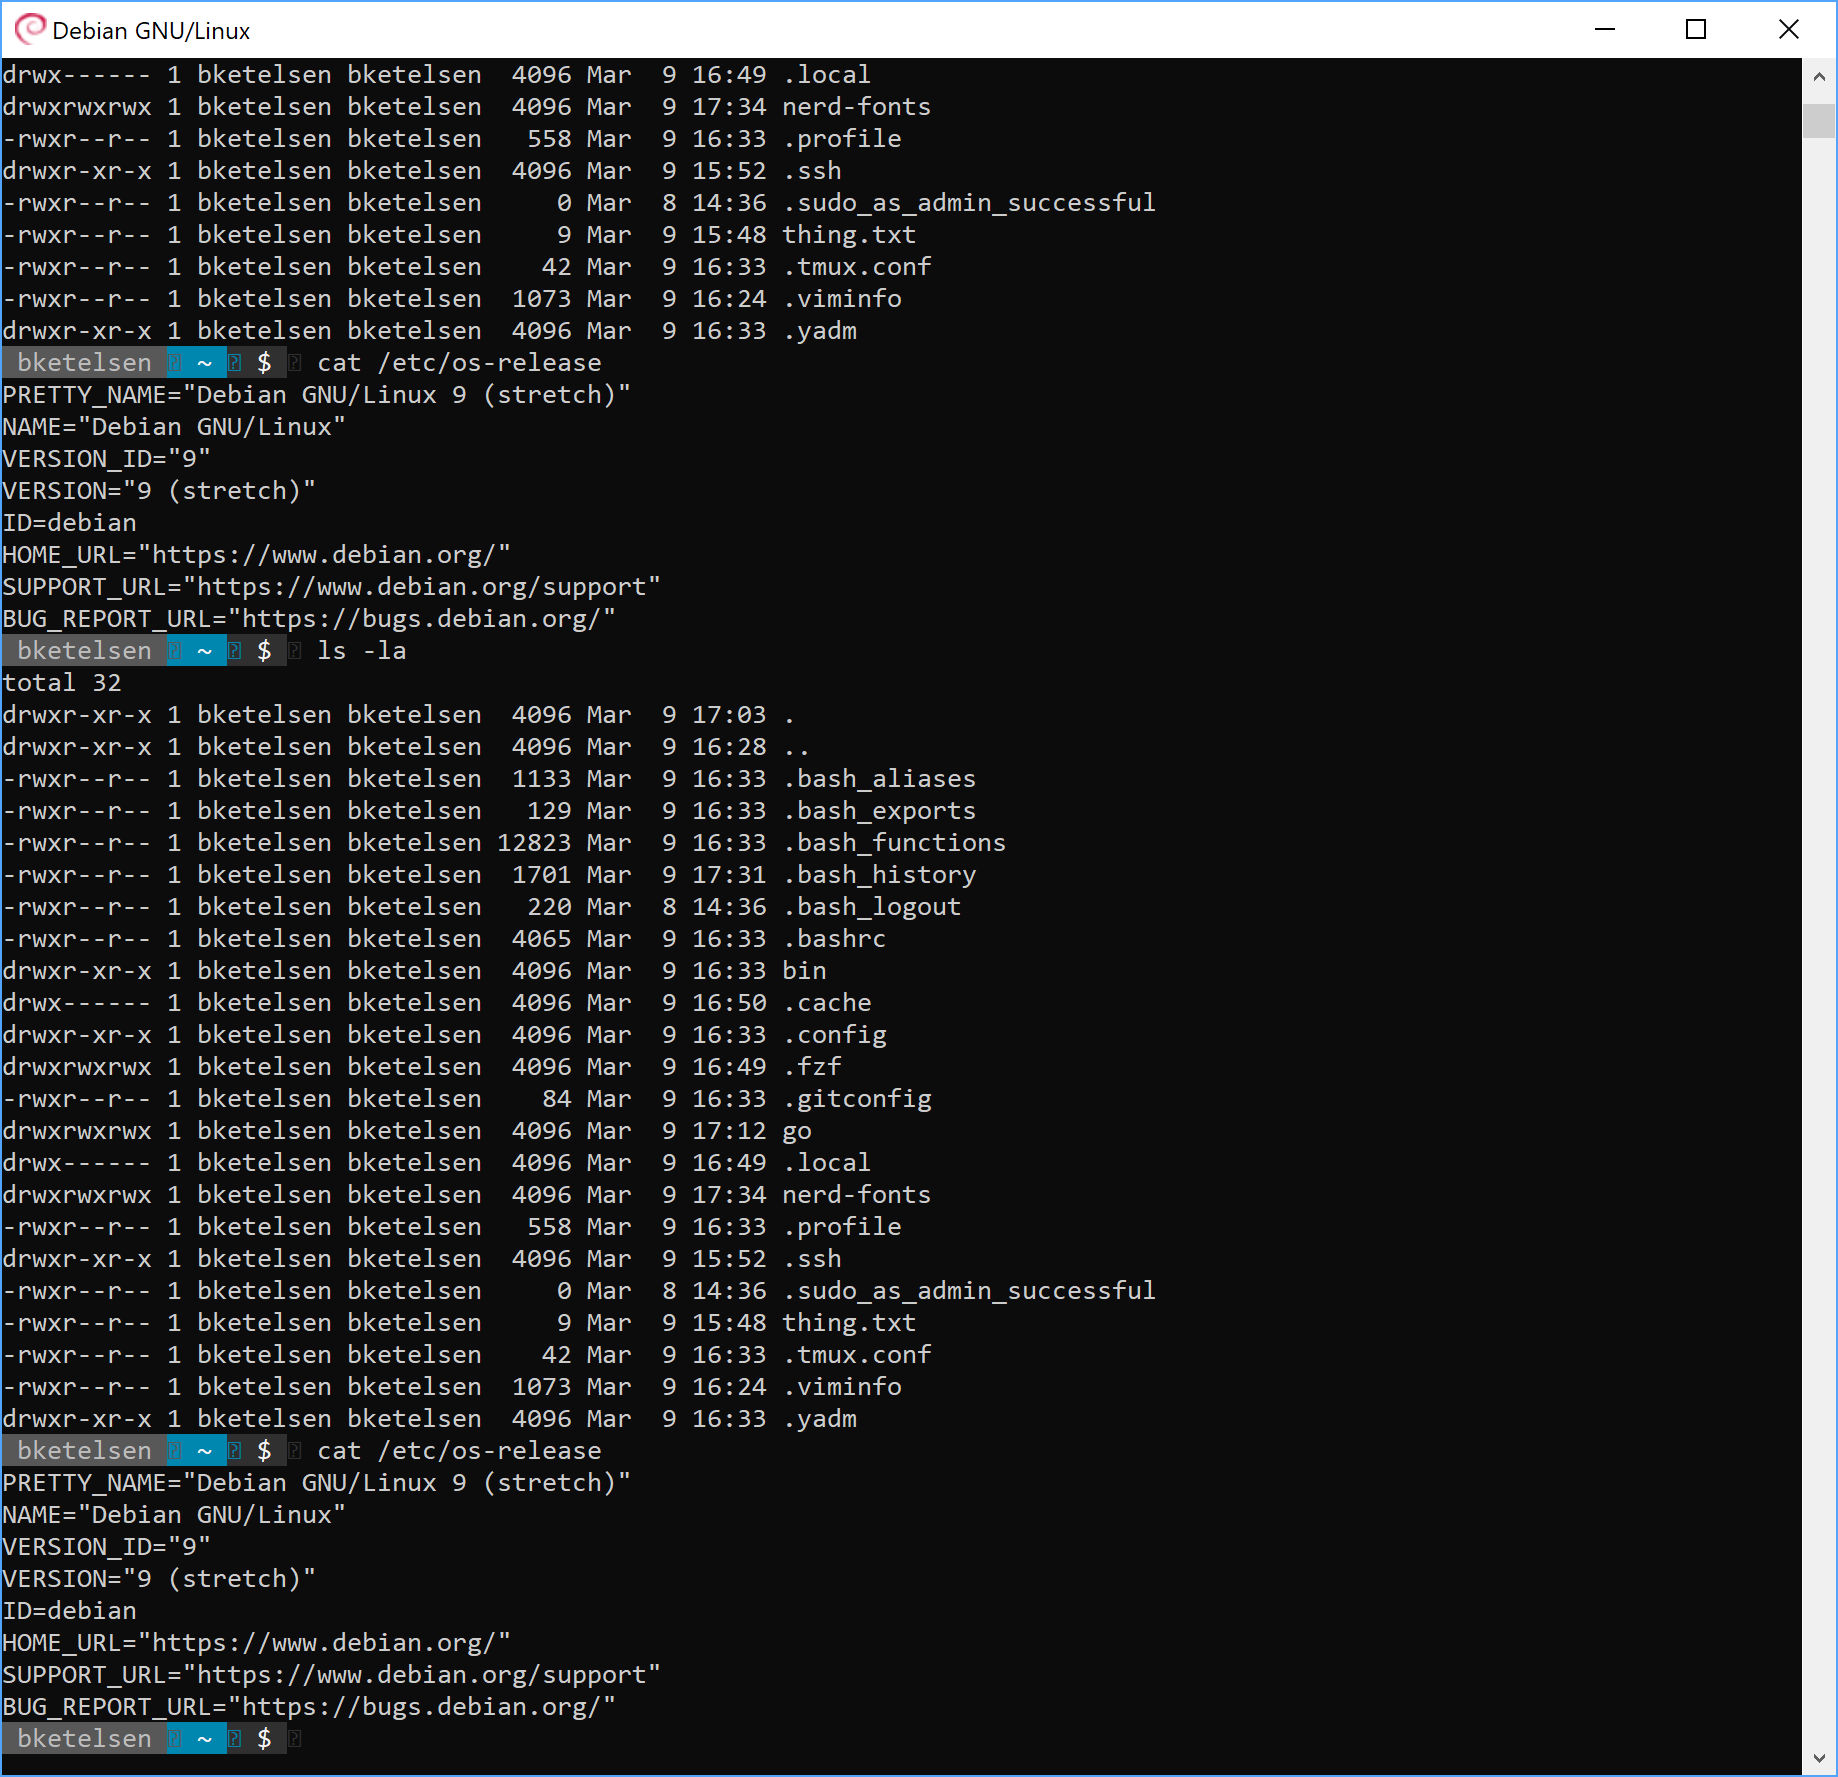 Debian GNU/Linux
drwx------ 1 bketelsen bketelsen  4096 Mar  9 16:49 .local
drwxrwxrwx 1 bketelsen bketelsen  4096 Mar  9 17:34 nerd-fonts
-rwxr--r-- 1 bketelsen bketelsen   558 Mar  9 16:33 .profile
drwxr-xr-x 1 bketelsen bketelsen  4096 Mar  9 15:52 .ssh
-rwxr--r-- 1 bketelsen bketelsen     0 Mar  8 14:36 .sudo_as_admin_successful
-rwxr--r-- 1 bketelsen bketelsen     9 Mar  9 15:48 thing.txt
-rwxr--r-- 1 bketelsen bketelsen    42 Mar  9 16:33 .tmux.conf
-rwxr--r-- 1 bketelsen bketelsen  1073 Mar  9 16:24 .viminfo
drwxr-xr-x 1 bketelsen bketelsen  4096 Mar  9 16:33 .yadm
bketelsen ~ $ cat /etc/os-release
PRETTY_NAME="Debian GNU/Linux 9 (stretch)"
NAME="Debian GNU/Linux"
VERSION_ID="9"
VERSION="9 (stretch)"
ID=debian
HOME_URL="https://www.debian.org/"
SUPPORT_URL="https://www.debian.org/support"
BUG_REPORT_URL="https://bugs.debian.org/"
bketelsen ~ $ ls -la
total 32
drwxr-xr-x 1 bketelsen bketelsen  4096 Mar  9 17:03 .
drwxr-xr-x 1 bketelsen bketelsen  4096 Mar  9 16:28 ..
-rwxr--r-- 1 bketelsen bketelsen  1133 Mar  9 16:33 .bash_aliases
-rwxr--r-- 1 bketelsen bketelsen   129 Mar  9 16:33 .bash_exports
-rwxr--r-- 1 bketelsen bketelsen 12823 Mar  9 16:33 .bash_functions
-rwxr--r-- 1 bketelsen bketelsen  1701 Mar  9 17:31 .bash_history
-rwxr--r-- 1 bketelsen bketelsen   220 Mar  8 14:36 .bash_logout
-rwxr--r-- 1 bketelsen bketelsen  4065 Mar  9 16:33 .bashrc
drwxr-xr-x 1 bketelsen bketelsen  4096 Mar  9 16:33 bin
drwx------ 1 bketelsen bketelsen  4096 Mar  9 16:50 .cache
drwxr-xr-x 1 bketelsen bketelsen  4096 Mar  9 16:33 .config
drwxrwxrwx 1 bketelsen bketelsen  4096 Mar  9 16:49 .fzf
-rwxr--r-- 1 bketelsen bketelsen    84 Mar  9 16:33 .gitconfig
drwxrwxrwx 1 bketelsen bketelsen  4096 Mar  9 17:12 go
drwx------ 1 bketelsen bketelsen  4096 Mar  9 16:49 .local
drwxrwxrwx 1 bketelsen bketelsen  4096 Mar  9 17:34 nerd-fonts
-rwxr--r-- 1 bketelsen bketelsen   558 Mar  9 16:33 .profile
drwxr-xr-x 1 bketelsen bketelsen  4096 Mar  9 15:52 .ssh
-rwxr--r-- 1 bketelsen bketelsen     0 Mar  8 14:36 .sudo_as_admin_successful
-rwxr--r-- 1 bketelsen bketelsen     9 Mar  9 15:48 thing.txt
-rwxr--r-- 1 bketelsen bketelsen    42 Mar  9 16:33 .tmux.conf
-rwxr--r-- 1 bketelsen bketelsen  1073 Mar  9 16:24 .viminfo
drwxr-xr-x 1 bketelsen bketelsen  4096 Mar  9 16:33 .yadm
bketelsen ~ $ cat /etc/os-release
PRETTY_NAME="Debian GNU/Linux 9 (stretch)"
NAME="Debian GNU/Linux"
VERSION_ID="9"
VERSION="9 (stretch)"
ID=debian
HOME_URL="https://www.debian.org/"
SUPPORT_URL="https://www.debian.org/support"
BUG_REPORT_URL="https://bugs.debian.org/"
bketelsen ~ $